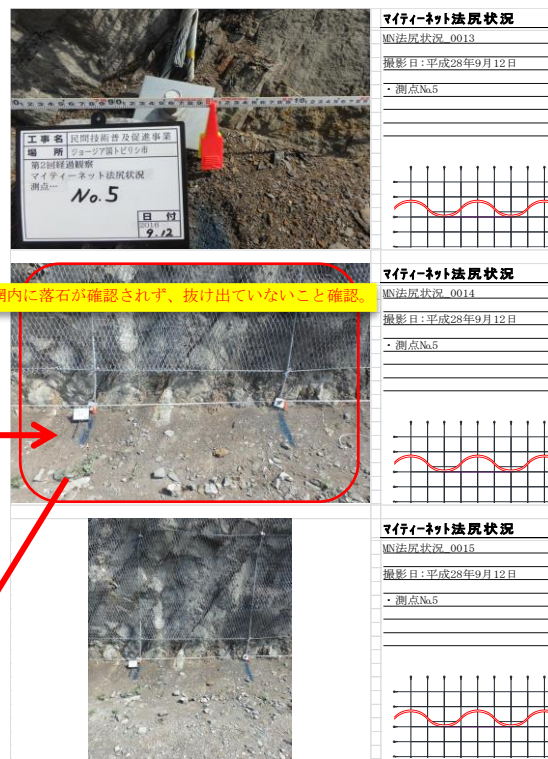 マイティーネット法尻状況
MN法尻状況_0013
撮影日：平成28年9月12日
・測点No.5
工事名 民間技術普及促進事業
場所 ジョージア国トビリシ市
第2回経過観察
マイティーネット法尻状況
測点…
No.5
日付
2016
9.12
マイティーネット法尻状況
MN法尻状況_0014
撮影日：平成28年9月12日
・測点No.5
網内に落石が確認されず、抜け出ていないこと確認。
マイティーネット法尻状況
MN法尻状況_0015
撮影日：平成28年9月12日
・測点No.5